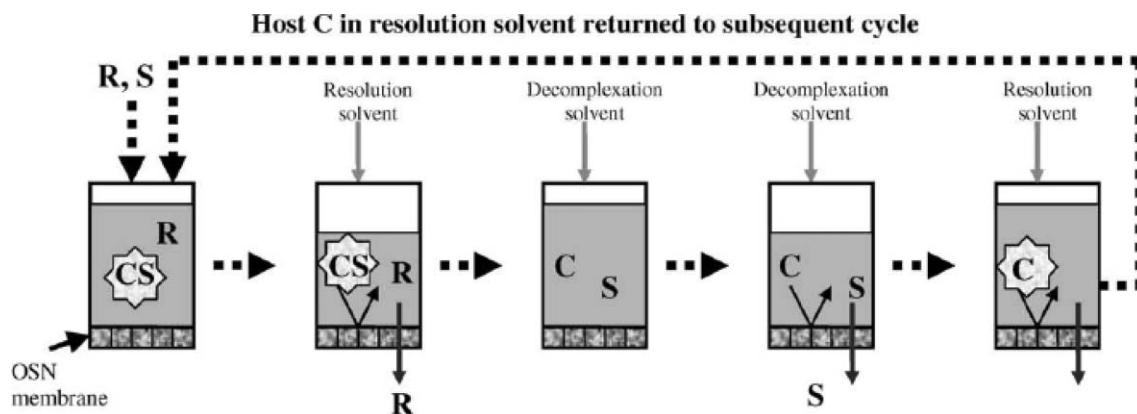 Host C in resolution solvent returned to subsequent cycle
R, S
Resolution
solvent
Decomplexation
solvent
Decomplexation
solvent
Resolution
solvent
R
CS
CS
R
C
S
C
S
C
OSN
membrane
R
S